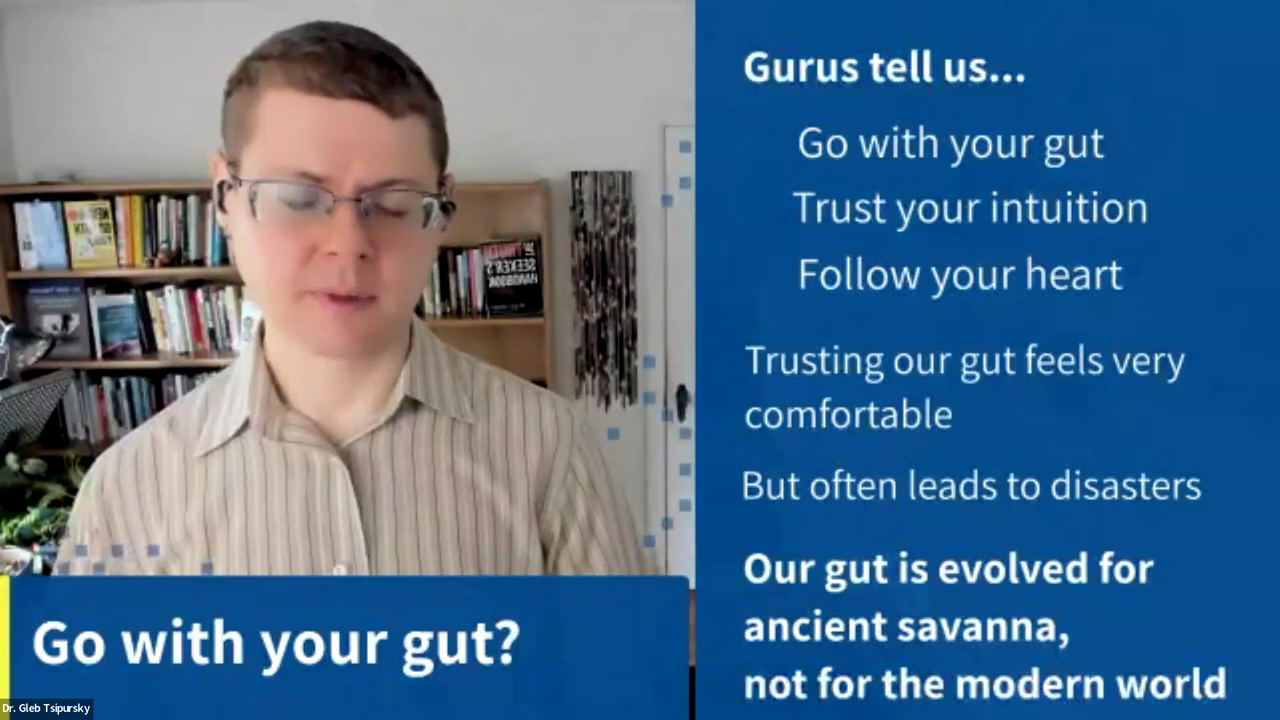 Gurus tell us...
Go with your gut
Trust your intuition
Follow your heart
Trusting our gut feels very
comfortable
But often leads to disasters
Our gut is evolved for
ancient savanna,
not for the modern world
Go with your gut?
Dr. Gleb Tsipursky
SEEKER'S
HANDBOOK